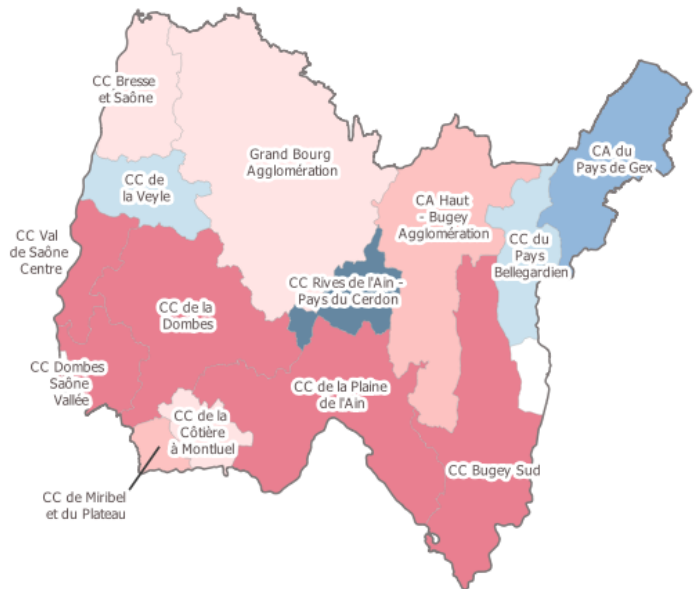 CC Bresse
et Saône
CC de
la Veyle
Grand Bourg
Agglomération
CA du
Pays de Gex
CA Haut
- Bugey
Agglomération
CC du
Pays
Bellegardien
CC Val
de Saône
Centre
CC Rives de l'Ain -
Pays du Cerdon
CC de la
Dombes
CC Dombes
Saône
Vallée
CC de la Plaine
de l'Ain
CC de la
Côtière
à Montluel
CC Bugey Sud
CC de Miribel
et du Plateau